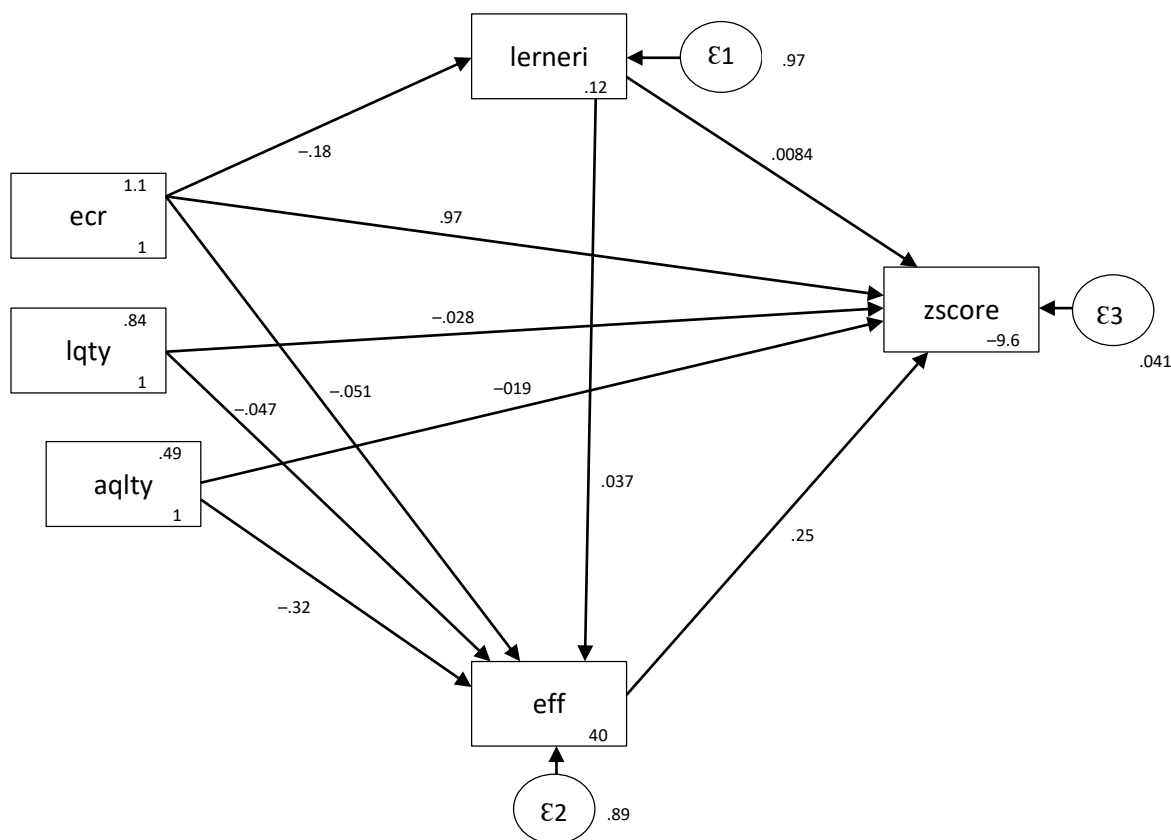 lerneri
.12
ε1
.97
–.18
.0084
1.1
ecr
1
.97
.84
lqty
1
–.028
zscore
–9.6
ε3
.041
–.047
–.051
–019
.49
aqlty
1
.037
.25
–.32
eff
40
ε2
.89